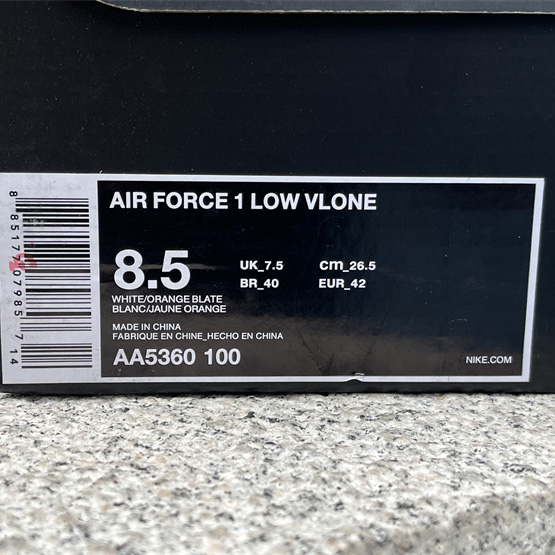 AIR FORCE 1 LOW VLONE
8.5
UK_7.5 cm_26.5
BR_40 EUR_42
WHITE/ORANGE BLATE
BLANC/JAUNE ORANGE
MADE IN CHINA
FABRIQUE EN CHINE_HECHO EN CHINA
AA5360 100
NIKE.COM